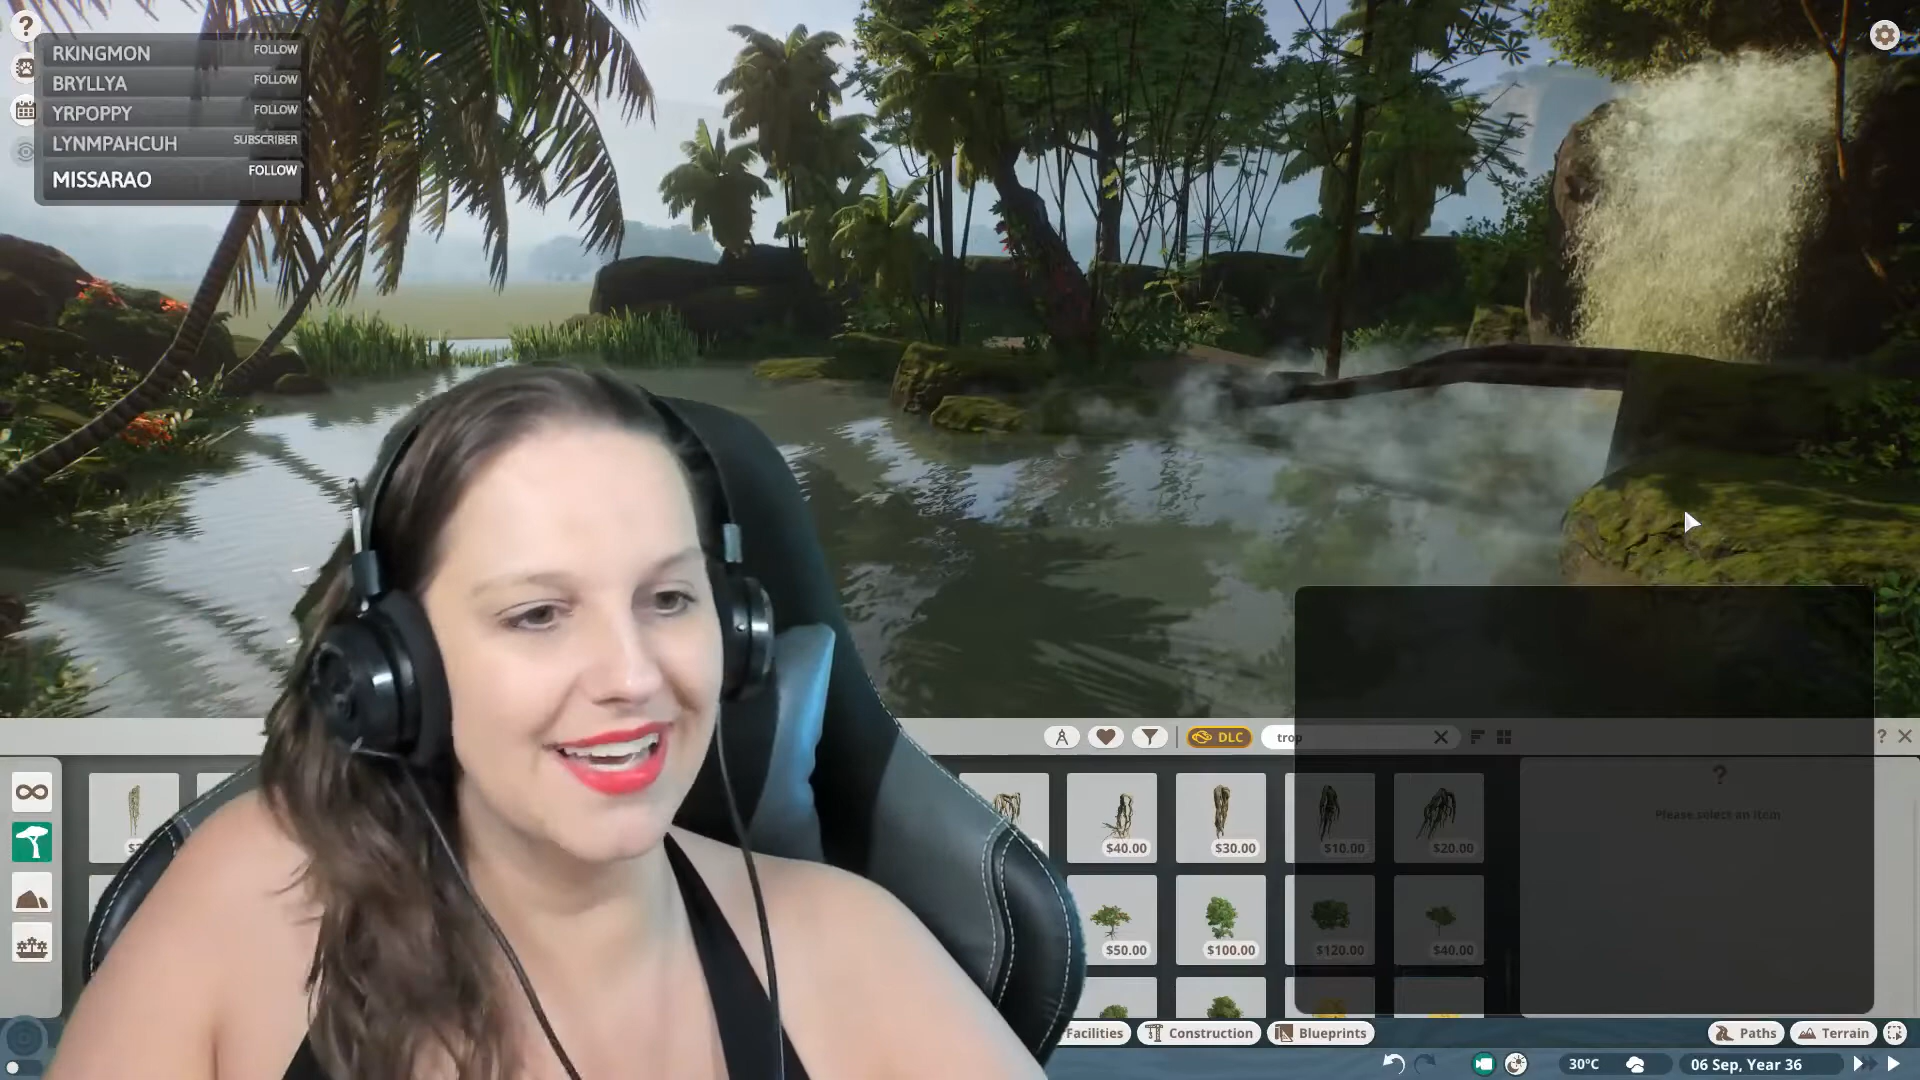 ?
RKINGMON FOLLOW
BRYLLYA FOLLOW
YRPOPPY FOLLOW
LYNMPAHCUH SUBSCRIBER
MISSARAO FOLLOW
DLC trop ?
?
Please select an item
$40.00 $30.00 $10.00 $20.00
$50.00 $100.00 $120.00 $40.00
Facilities Construction Blueprints Paths Terrain
30°C 06 Sep, Year 36